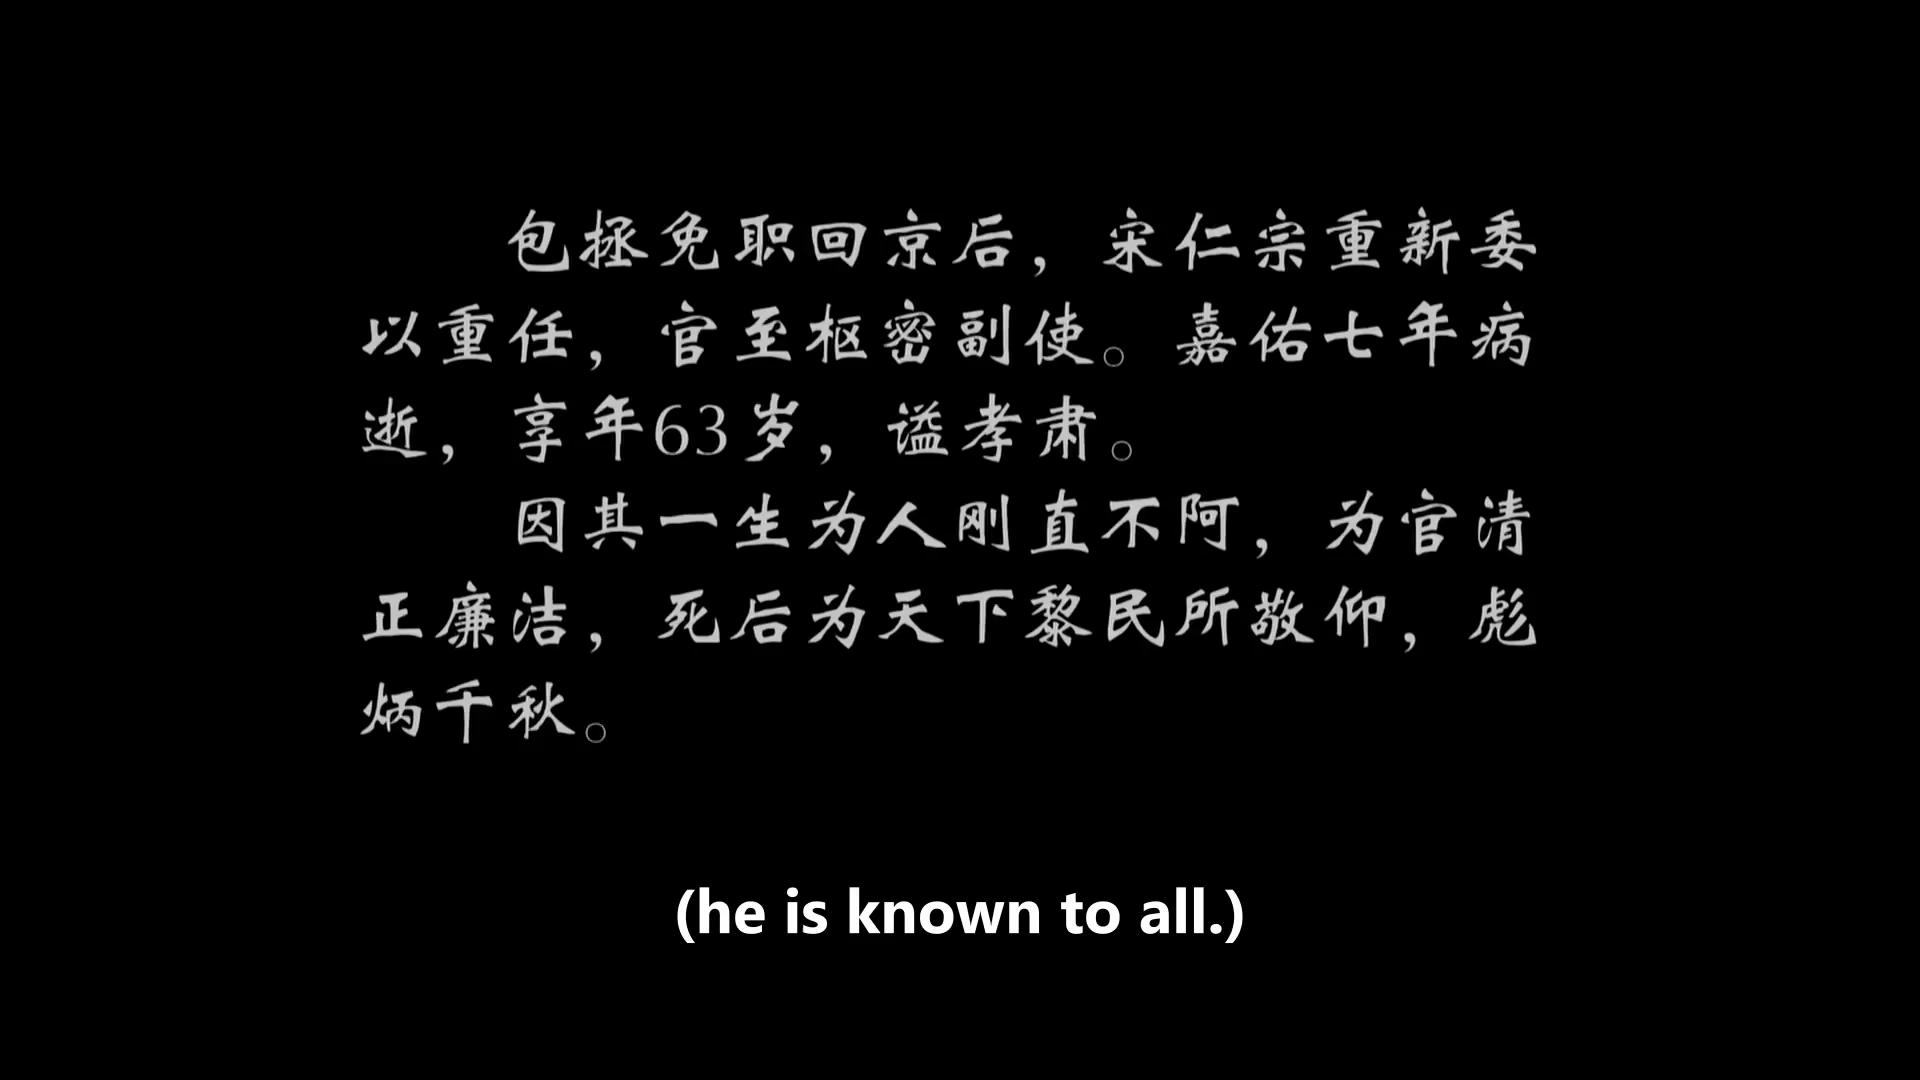 包拯免职回京后，宋仁宗重新委
以重任，官至枢密副使。嘉佑七年病
逝，享年63岁，谥孝肃。
因其一生为人刚直不阿，为官清
正廉洁，死后为天下黎民所敬仰，彪
炳千秋。
(he is known to all.)